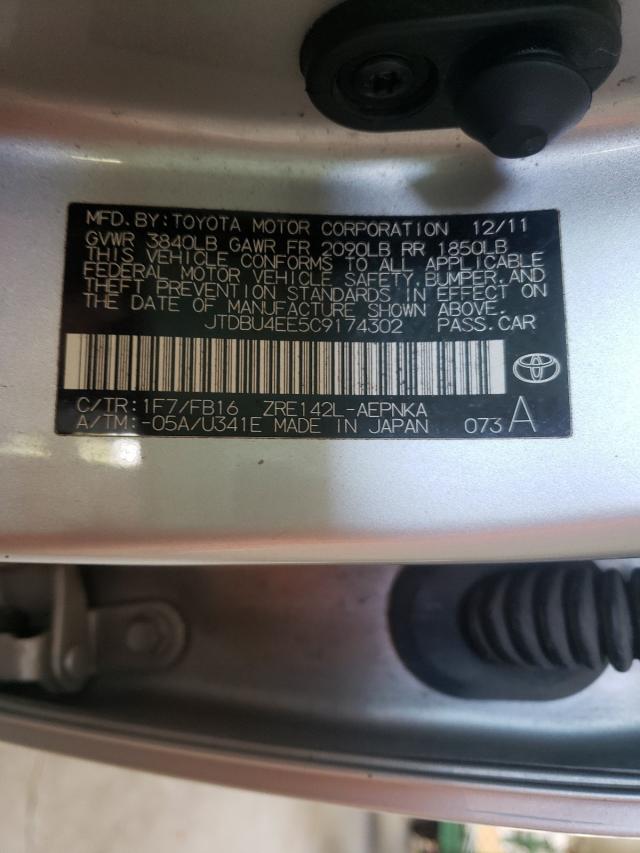 MFD. BY: TOYOTA MOTOR CORPORATION 12/11
GVWR 3840LB GAWR FR 2090LB RR 1850LB
THIS VEHICLE CONFORMS TO ALL APPLICABLE
FEDERAL MOTOR VEHICLE SAFETY, BUMPER, AND
THEFT PREVENTION STANDARDS IN EFFECT ON
THE DATE OF MANUFACTURE SHOWN ABOVE.
JTDBU4EE5C9174302 PASS. CAR
C/TR: 1F7/FB16 ZRE142L-AEPNKA
A/TM: -05A/U341E MADE IN JAPAN 073 A